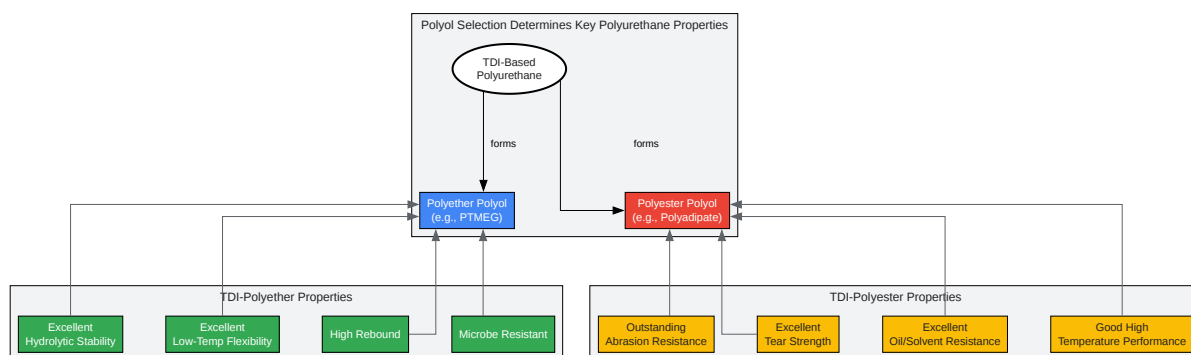 Polyol Selection Determines Key Polyurethane Properties
TDI-Based
Polyurethane
forms
forms
Polyether Polyol
(e.g., PTMEG)
Polyester Polyol
(e.g., Polyadipate)
TDI-Polyether Properties
Excellent
Hydrolytic Stability
Excellent
Low-Temp Flexibility
High Rebound
Microbe Resistant
TDI-Polyester Properties
Outstanding
Abrasion Resistance
Excellent
Tear Strength
Excellent
Oil/Solvent Resistance
Good High
Temperature Performance